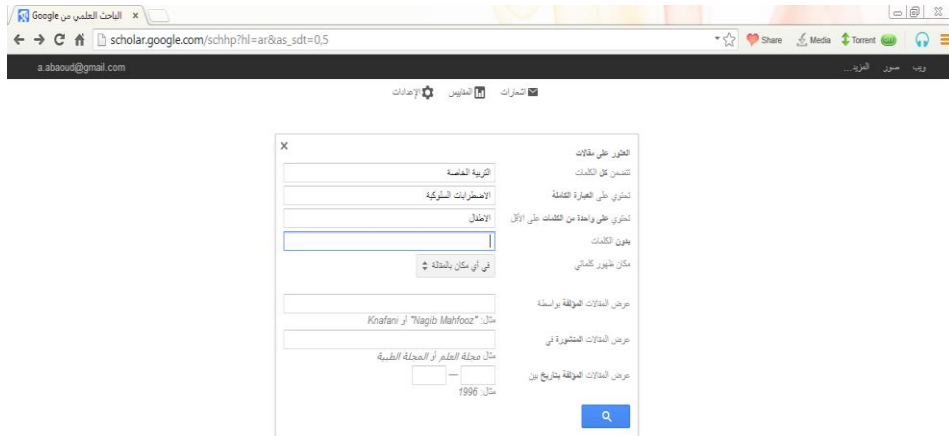 الباحث العلمي من Google
scholar.google.com/schhp?hl=ar&as_sdt=0,5
Share Media Torrent
ويب صور المزيد...
a.abaoud@gmail.com
اشعارات المقاييس الإعدادات
العثور على مقالات
تتضمن كل الكلمات التربية الخاصة
تحتوي على العبارة الكاملة الاضطرابات السلوكية
تحتوي على واحدة من الكلمات على الأقل الاطفال
بدون الكلمات
مكان ظهور كلماتي في أي مكان بالمقالة
عرض المقالات المؤلفة بواسطة
مثال: "Nagib Mahfooz" أو Knafani
عرض المقالات المنشورة في
مثال مجلة العلم أو المجلة الطبية
عرض المقالات المؤلفة بتاريخ بين —
مثال: 1996